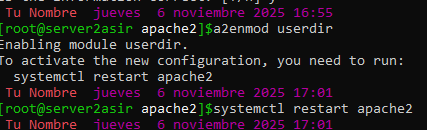 Tu Nombre jueves 6 noviembre 2025 16:55
[root@server2asir apache2]$a2enmod userdir
Enabling module userdir.
To activate the new configuration, you need to run:
  systemctl restart apache2
Tu Nombre jueves 6 noviembre 2025 17:01
[root@server2asir apache2]$systemctl restart apache2
Tu Nombre jueves 6 noviembre 2025 17:01